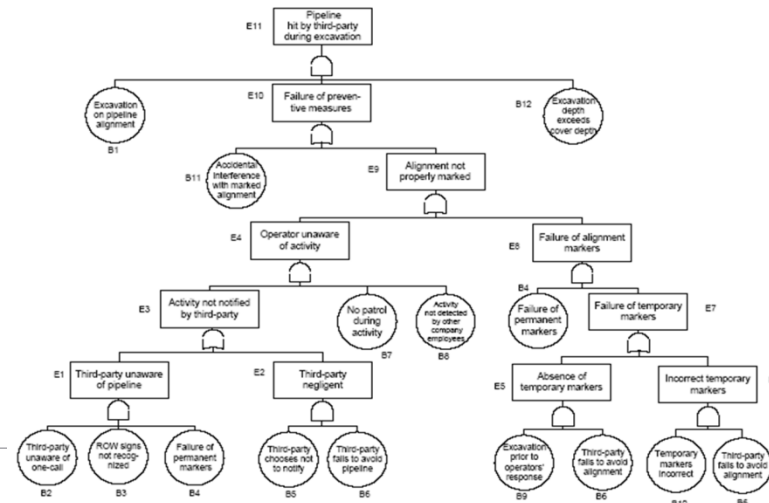 Pipeline
E11
hit by third-party
during excavation
E10
Failure of preven-
tive measures
Excavation
on pipeline
alignment
B1
B12
Excavation
depth
exceeds
cover depth
B11
Accidental
Interference
with marked
alignment
E9
Alignment not
properly marked
E4
Operator unaware
of activity
E8
Failure of alignment
markers
E3
Activity not notified
by third-party
No patrol
during
activity
B7
Activity
not detected
by other
company
employees
B8
B4
Failure of
permanent
markers
Failure of temporary
markers
E7
E1
Third-party unaware
of pipeline
E2
Third-party
negligent
E5
Absence of
temporary markers
Incorrect temporary
markers
Third-party
unaware of
one-call
B2
ROW signs
not recog-
nized
B3
Failure of
permanent
markers
B4
Third-party
chooses not
to notify
B5
Third-party
fails to avoid
pipeline
B6
Excavation
prior to
operators'
response
B9
Third-party
fails to avoid
alignment
B6
Temporary
markers
incorrect
B10
Third-party
fails to avoid
alignment